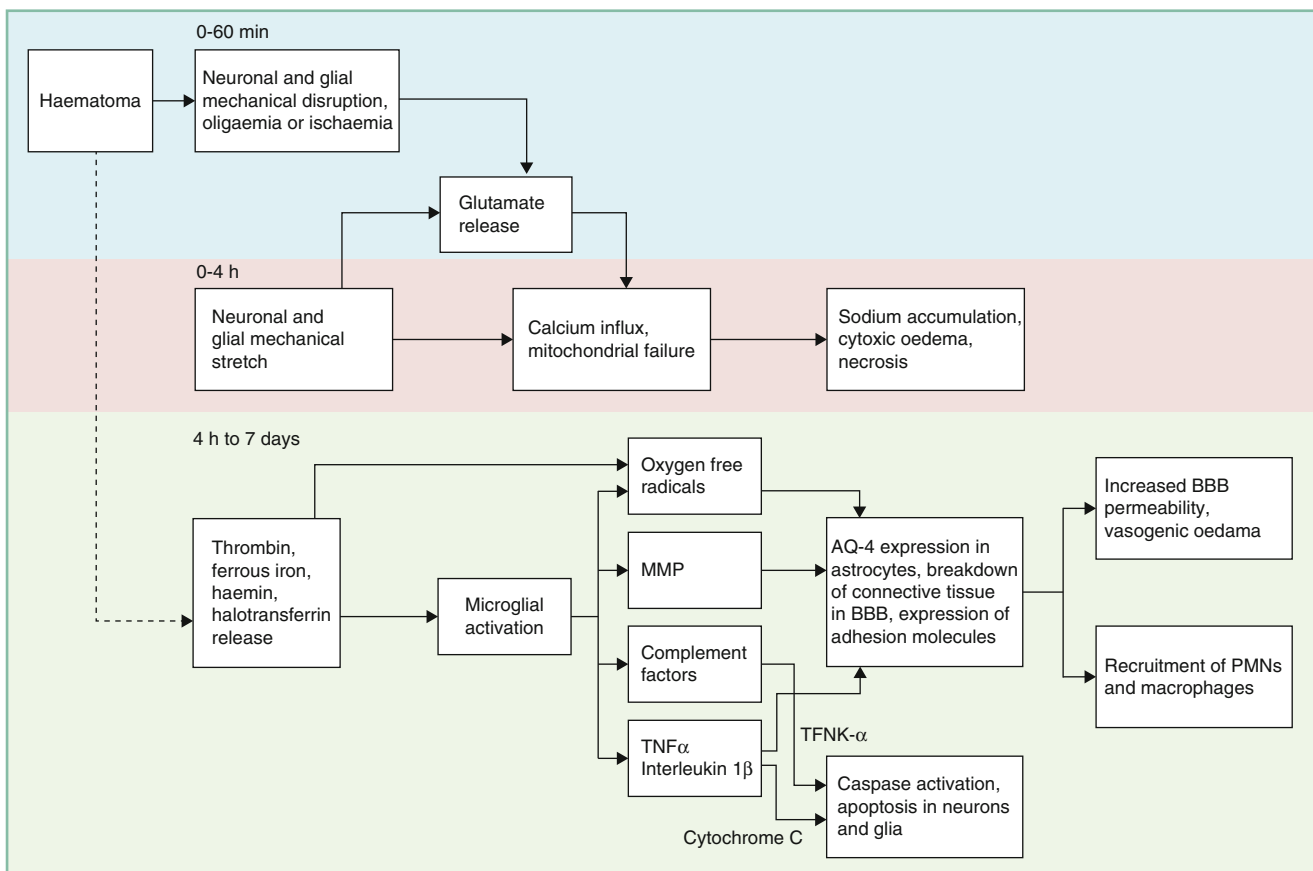 0-60 min
Haematoma
Neuronal and glial
mechanical disruption,
oligaemia or ischaemia
Glutamate
release
0-4 h
Neuronal and
glial mechanical
stretch
Calcium influx,
mitochondrial failure
Sodium accumulation,
cytoxic oedema,
necrosis
4 h to 7 days
Thrombin,
ferrous iron,
haemin,
halotransferrin
release
Microglial
activation
Oxygen free
radicals
MMP
Complement
factors
TNFα
Interleukin 1β
AQ-4 expression in
astrocytes, breakdown
of connective tissue
in BBB, expression of
adhesion molecules
TFNK-α
Cytochrome C
Caspase activation,
apoptosis in neurons
and glia
Increased BBB
permeability,
vasogenic oedama
Recruitment of PMNs
and macrophages